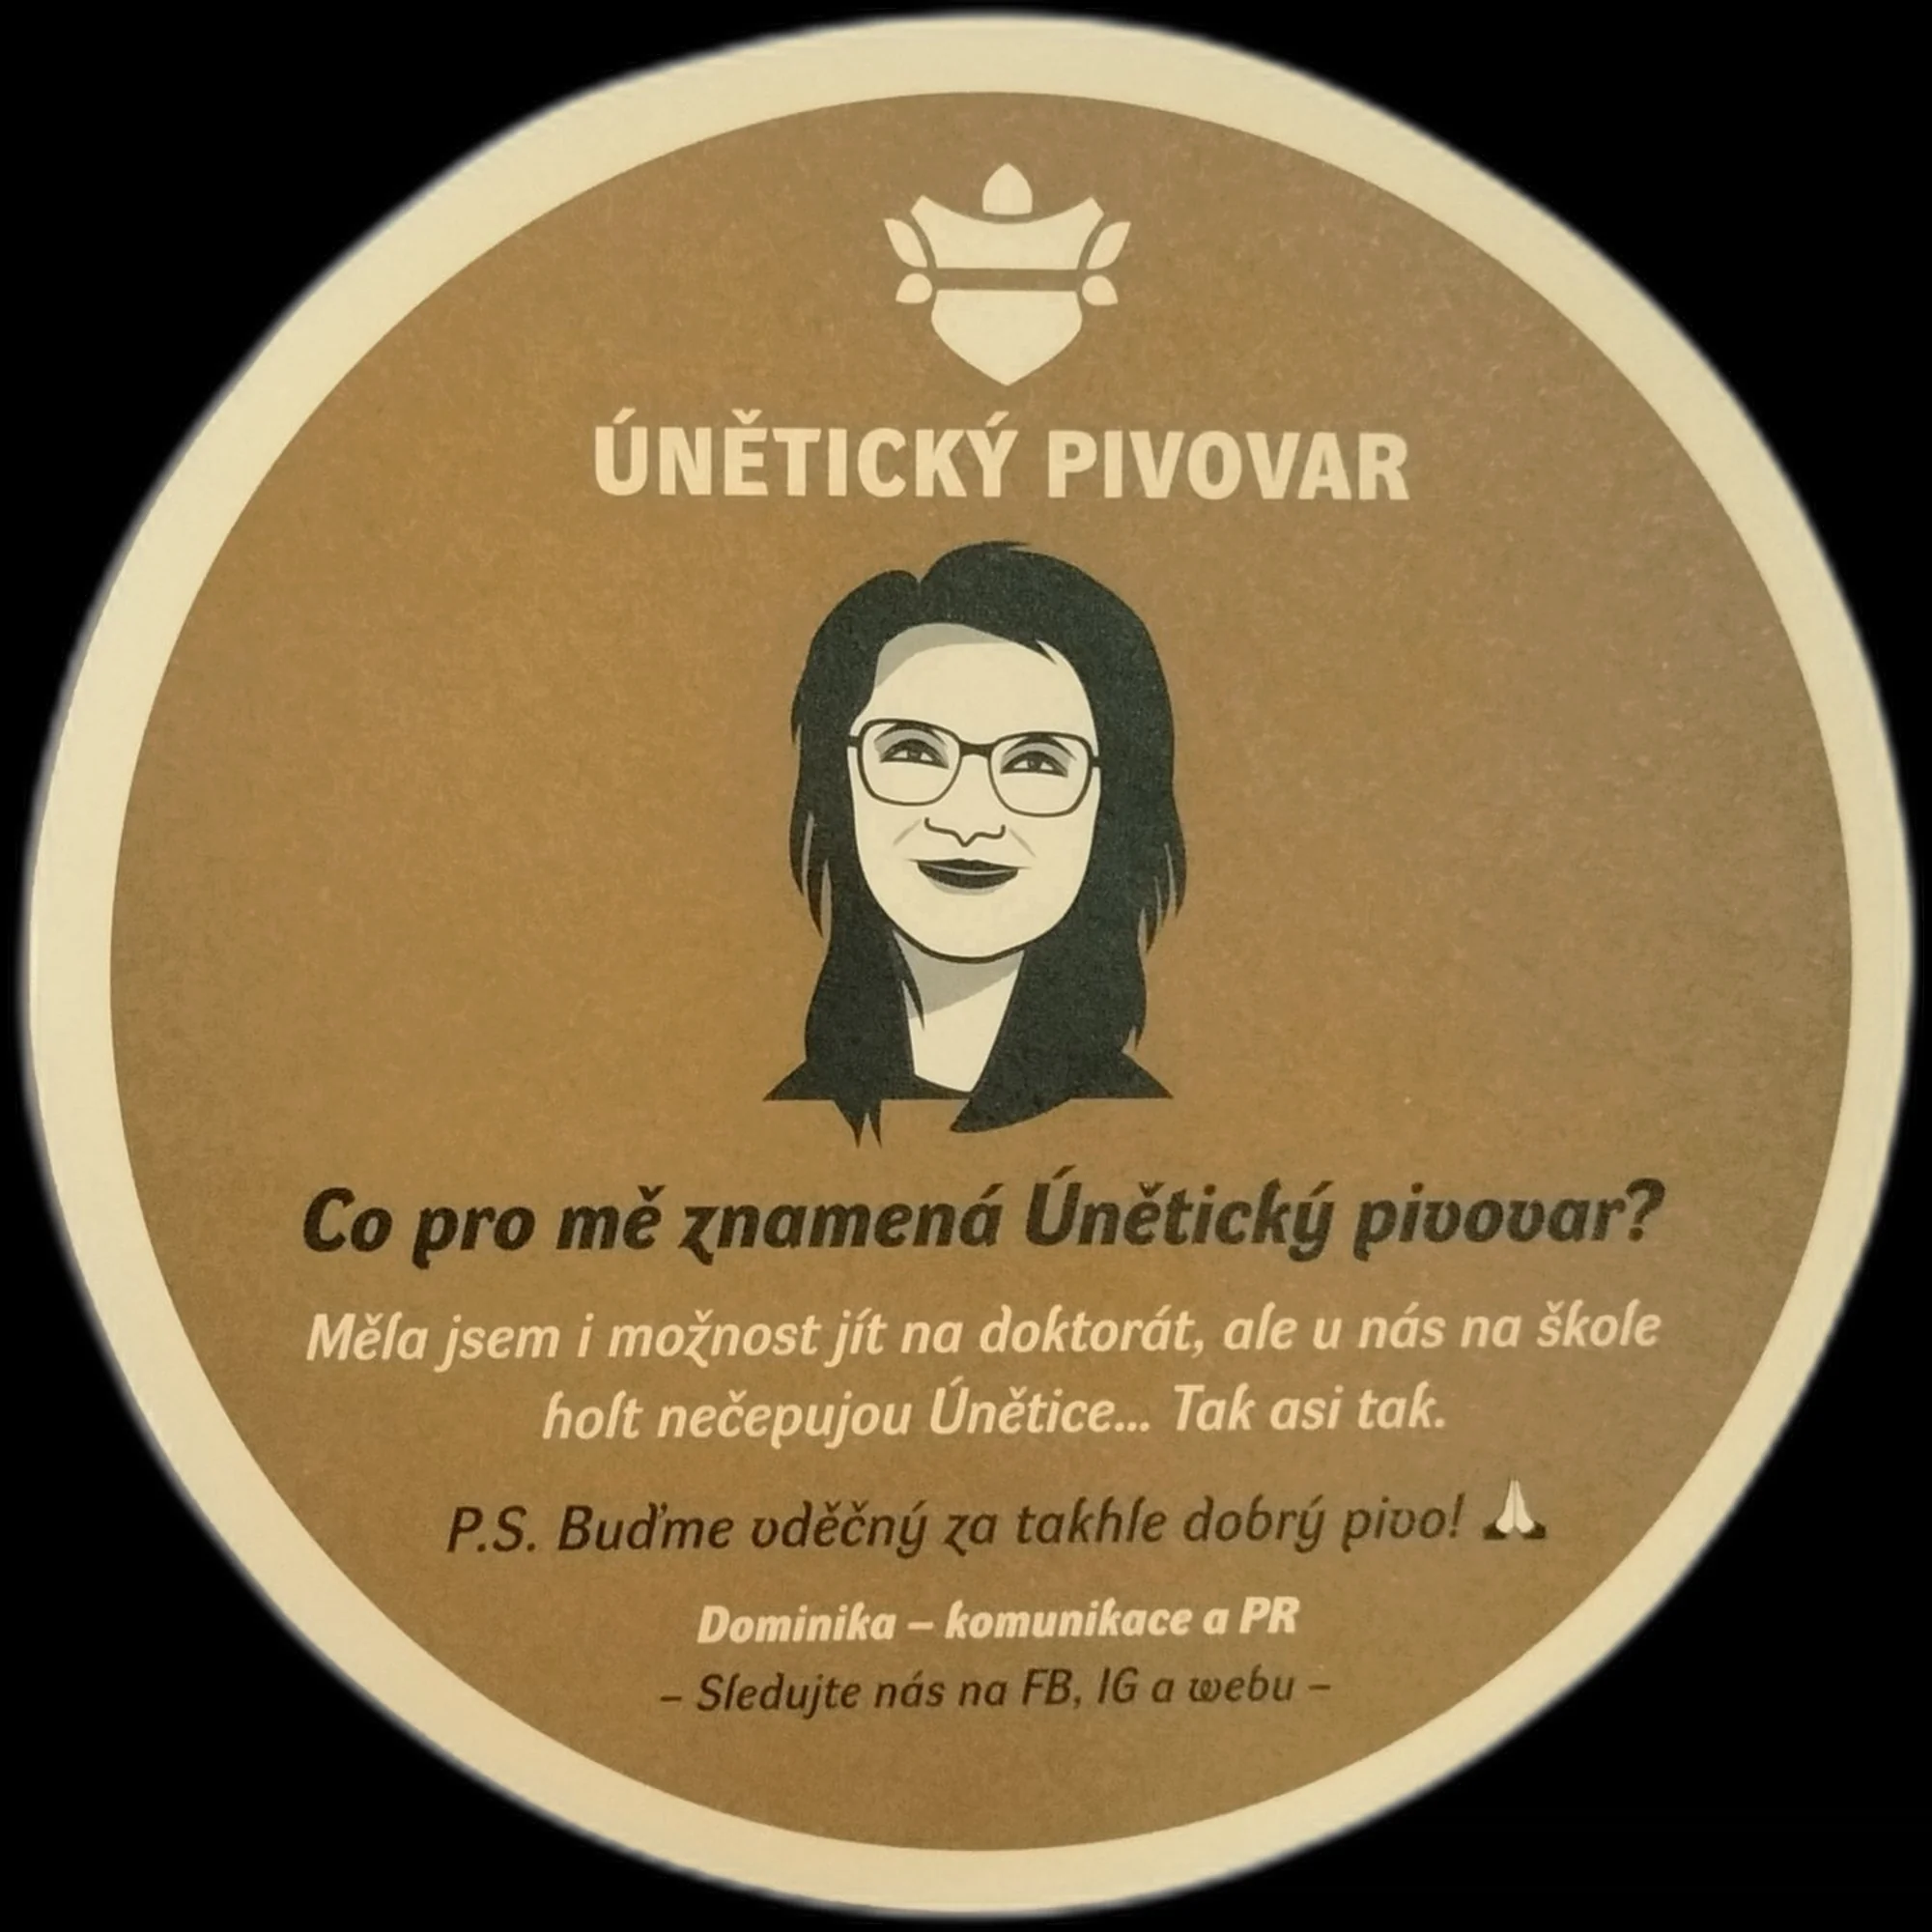 ÚNĚTICKÝ PIVOVAR
Co pro mě znamená Únětický pivovar?
Měla jsem i možnost jít na doktorát, ale u nás na škole
holt nečepujou Únětice... Tak asi tak.
P.S. Buďme vděčný za takhle dobrý pivo! 🙏
Dominika – komunikace a PR
– Sledujte nás na FB, IG a webu –